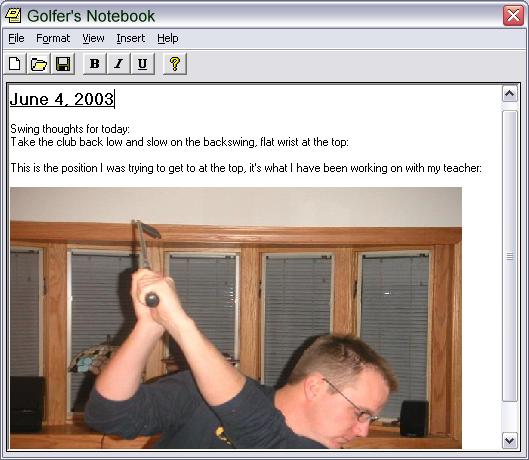 Golfer's Notebook
File Format View Insert Help
B I U ?
June 4, 2003
Swing thoughts for today:
Take the club back low and slow on the backswing, flat wrist at the top:
This is the position I was trying to get to at the top, it's what I have been working on with my teacher: